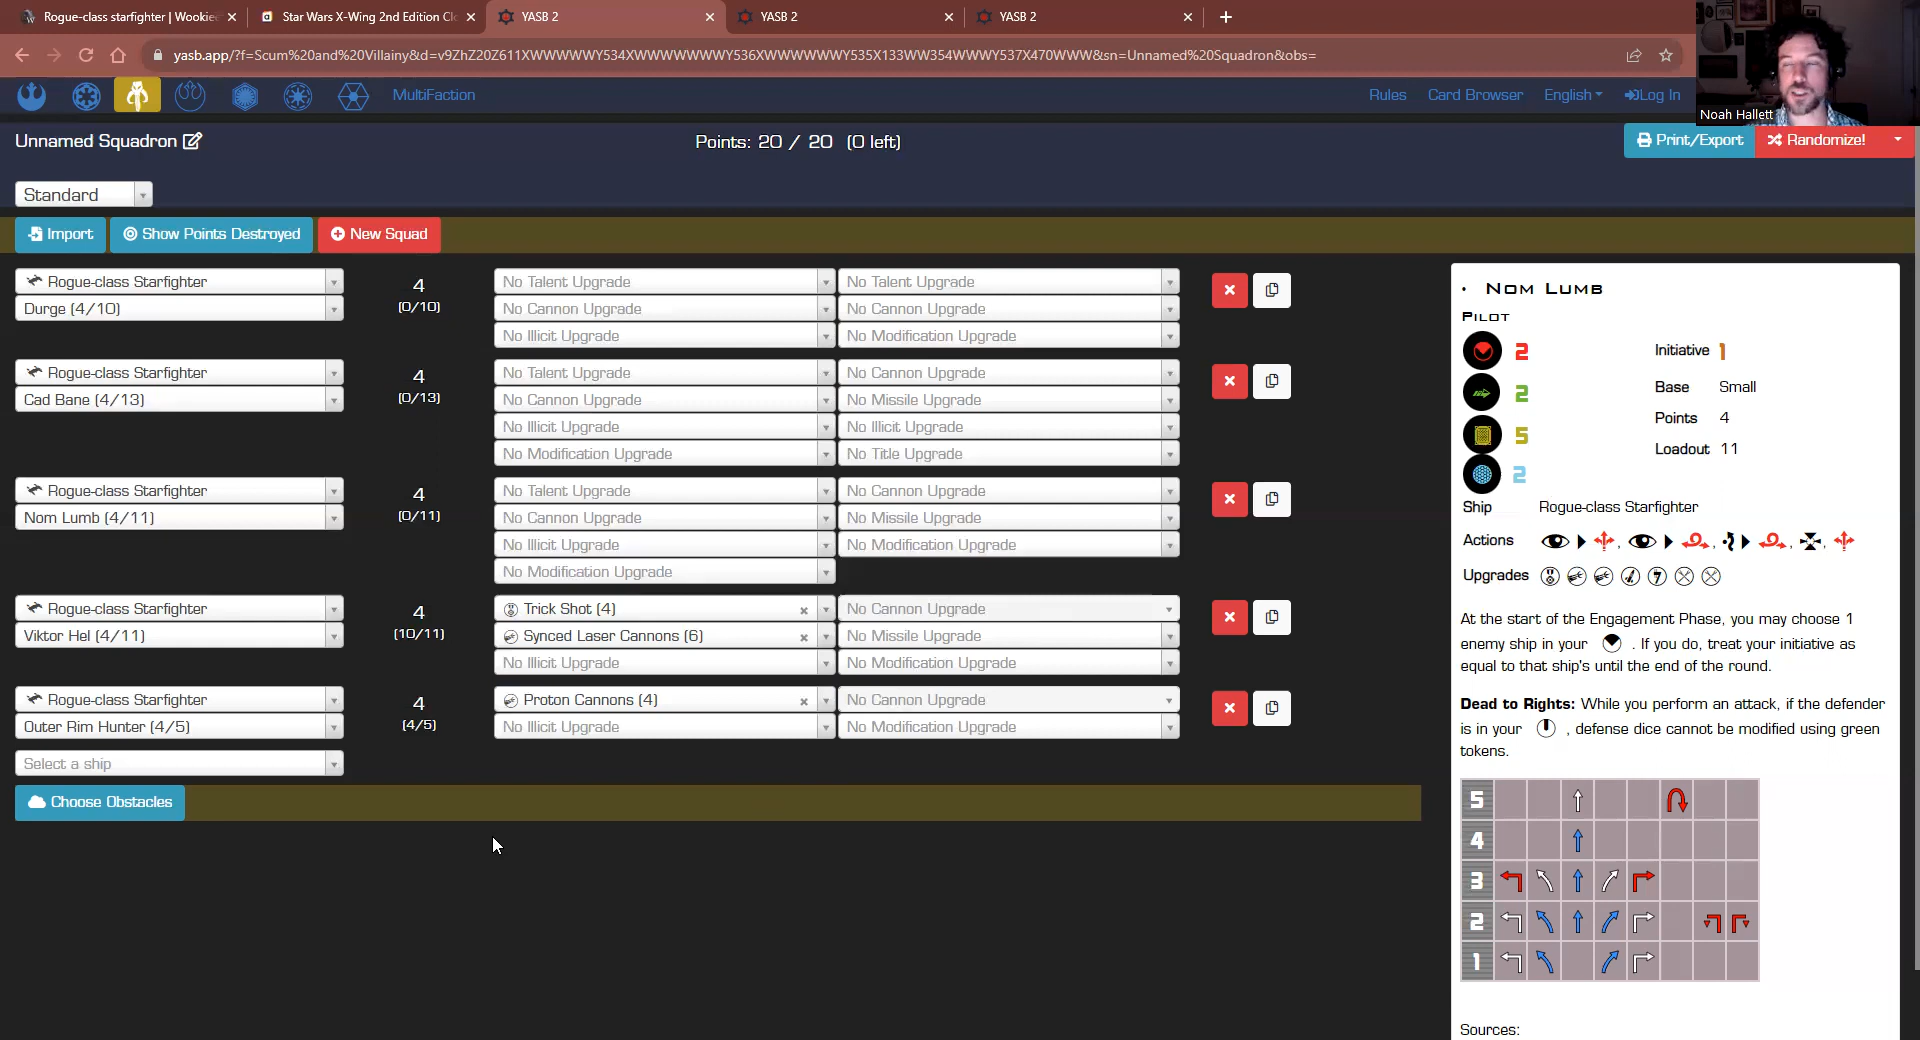 Rogue-class starfighter | Wookie
Star Wars X-Wing 2nd Edition Clo
YASB 2
YASB 2
YASB 2
yasb.app/?f=Scum%20and%20Villainy&d=v9ZhZ20Z611XWWWWWY534XWWWWWWWY536XWWWWWWY535X133WW354WWWY537X470WWW&sn=Unnamed%20Squadron&obs=
MultiFaction
Rules
Card Browser
English
Log In
Noah Hallett
Unnamed Squadron
Points: 20 / 20 (0 left)
Print/Export
Randomize!
Standard
Import
Show Points Destroyed
New Squad
Rogue-class Starfighter
Durge (4/10)
4
(0/10)
No Talent Upgrade
No Talent Upgrade
No Cannon Upgrade
No Cannon Upgrade
No Illicit Upgrade
No Modification Upgrade
Rogue-class Starfighter
Cad Bane (4/13)
4
(0/13)
No Talent Upgrade
No Cannon Upgrade
No Cannon Upgrade
No Missile Upgrade
No Illicit Upgrade
No Illicit Upgrade
No Modification Upgrade
No Title Upgrade
Rogue-class Starfighter
Nom Lumb (4/11)
4
(0/11)
No Talent Upgrade
No Cannon Upgrade
No Cannon Upgrade
No Missile Upgrade
No Illicit Upgrade
No Modification Upgrade
No Modification Upgrade
Rogue-class Starfighter
Viktor Hel (4/11)
4
(10/11)
Trick Shot (4)
No Cannon Upgrade
Synced Laser Cannons (6)
No Missile Upgrade
No Illicit Upgrade
No Modification Upgrade
Rogue-class Starfighter
Outer Rim Hunter (4/5)
4
(4/5)
Proton Cannons (4)
No Cannon Upgrade
No Illicit Upgrade
No Modification Upgrade
Select a ship
Choose Obstacles
• Nom Lumb
Pilot
2
2
5
2
Initiative 1
Base Small
Points 4
Loadout 11
Ship Rogue-class Starfighter
Actions
Upgrades
At the start of the Engagement Phase, you may choose 1
enemy ship in your . If you do, treat your initiative as
equal to that ship's until the end of the round.
Dead to Rights: While you perform an attack, if the defender
is in your , defense dice cannot be modified using green
tokens.
5
4
3
2
1
Sources: